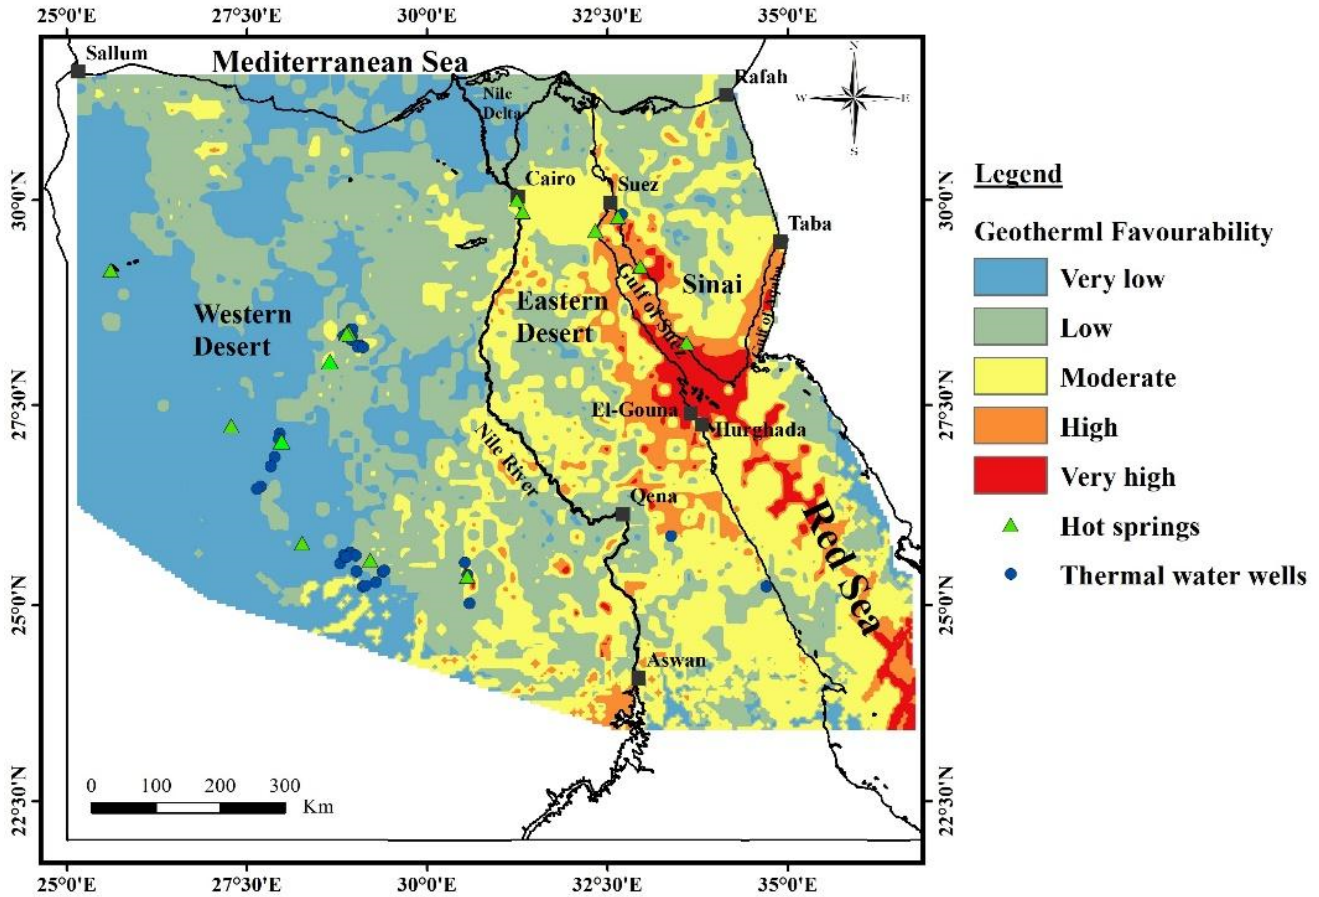 25°0'E 27°30'E 30°0'E 32°30'E 35°0'E
Sallum
Mediterranean Sea
Nile
Delta
Rafah
N
W E
S
Cairo
Suez
Taba
30°0'N
30°0'N
Western
Desert
Eastern
Desert
Gulf of Suez
Sinai
Gulf of Aqaba
27°30'N
27°30'N
El-Gouna
Hurghada
Nile River
Qena
Red Sea
25°0'N
25°0'N
Aswan
22°30'N
22°30'N
0 100 200 300
Km
25°0'E 27°30'E 30°0'E 32°30'E 35°0'E
Legend
Geotherml Favourability
Very low
Low
Moderate
High
Very high
Hot springs
Thermal water wells